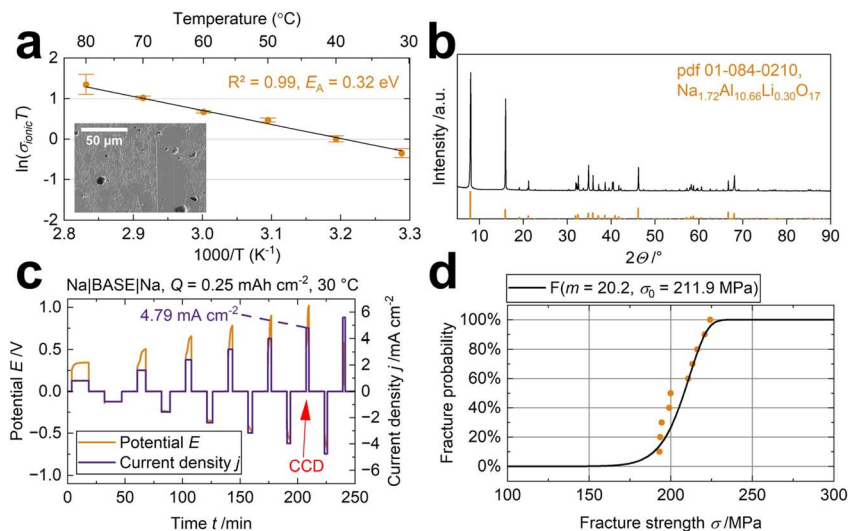 a
Temperature (°C)
80 70 60 50 40 30
R² = 0.99, E_A = 0.32 eV
ln(σ_ionic T)
2
1
0
-1
-2
50 µm
2.8 2.9 3.0 3.1 3.2 3.3
1000/T (K⁻¹)
b
pdf 01-084-0210,
Na₁.₇₂Al₁₀.₆₆Li₀.₃₀O₁₇
Intensity /a.u.
10 20 30 40 50 60 70 80 90
2Θ /°
c
Na|BASE|Na, Q = 0.25 mAh cm⁻², 30 °C
4.79 mA cm⁻²
Potential E /V
1.0
0.5
0.0
-0.5
-1.0
Current density j /mA cm⁻²
6
4
2
0
-2
-4
-6
Potential E
Current density j
CCD
0 50 100 150 200 250
Time t /min
d
F(m = 20.2, σ₀ = 211.9 MPa)
Fracture probability
100%
80%
60%
40%
20%
0%
100 150 200 250 300
Fracture strength σ /MPa